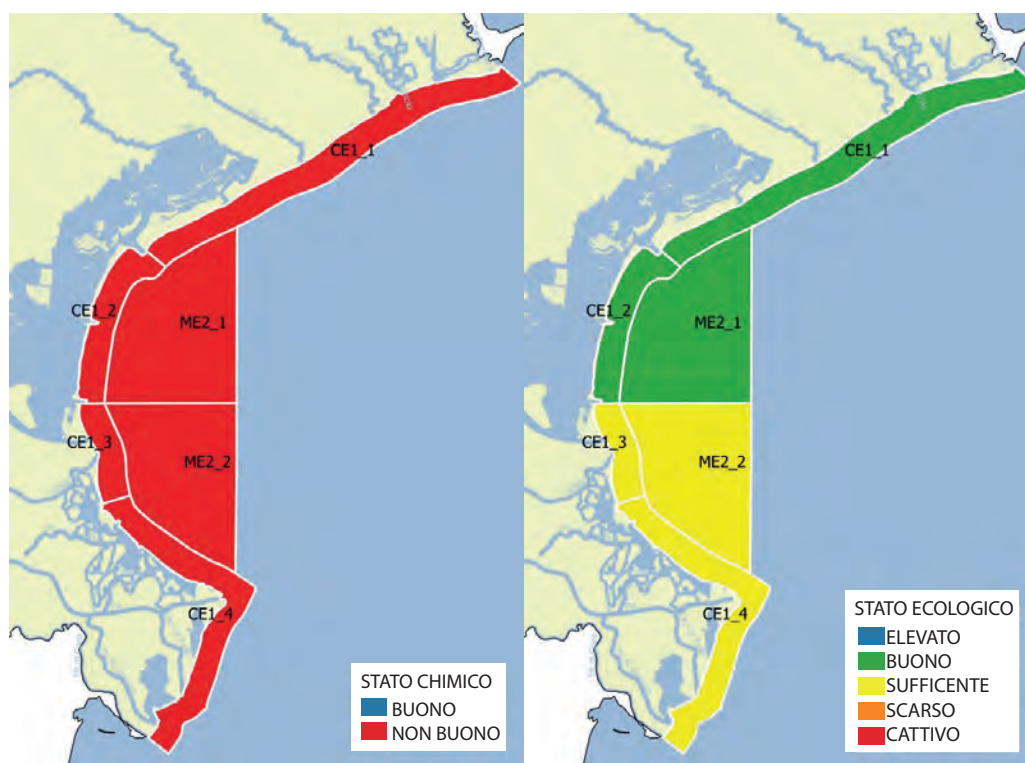 CE1_1
CE1_2
ME2_1
CE1_3
ME2_2
CE1_4
STATO CHIMICO
BUONO
NON BUONO
CE1_1
CE1_2
ME2_1
CE1_3
ME2_2
CE1_4
STATO ECOLOGICO
ELEVATO
BUONO
SUFFICENTE
SCARSO
CATTIVO